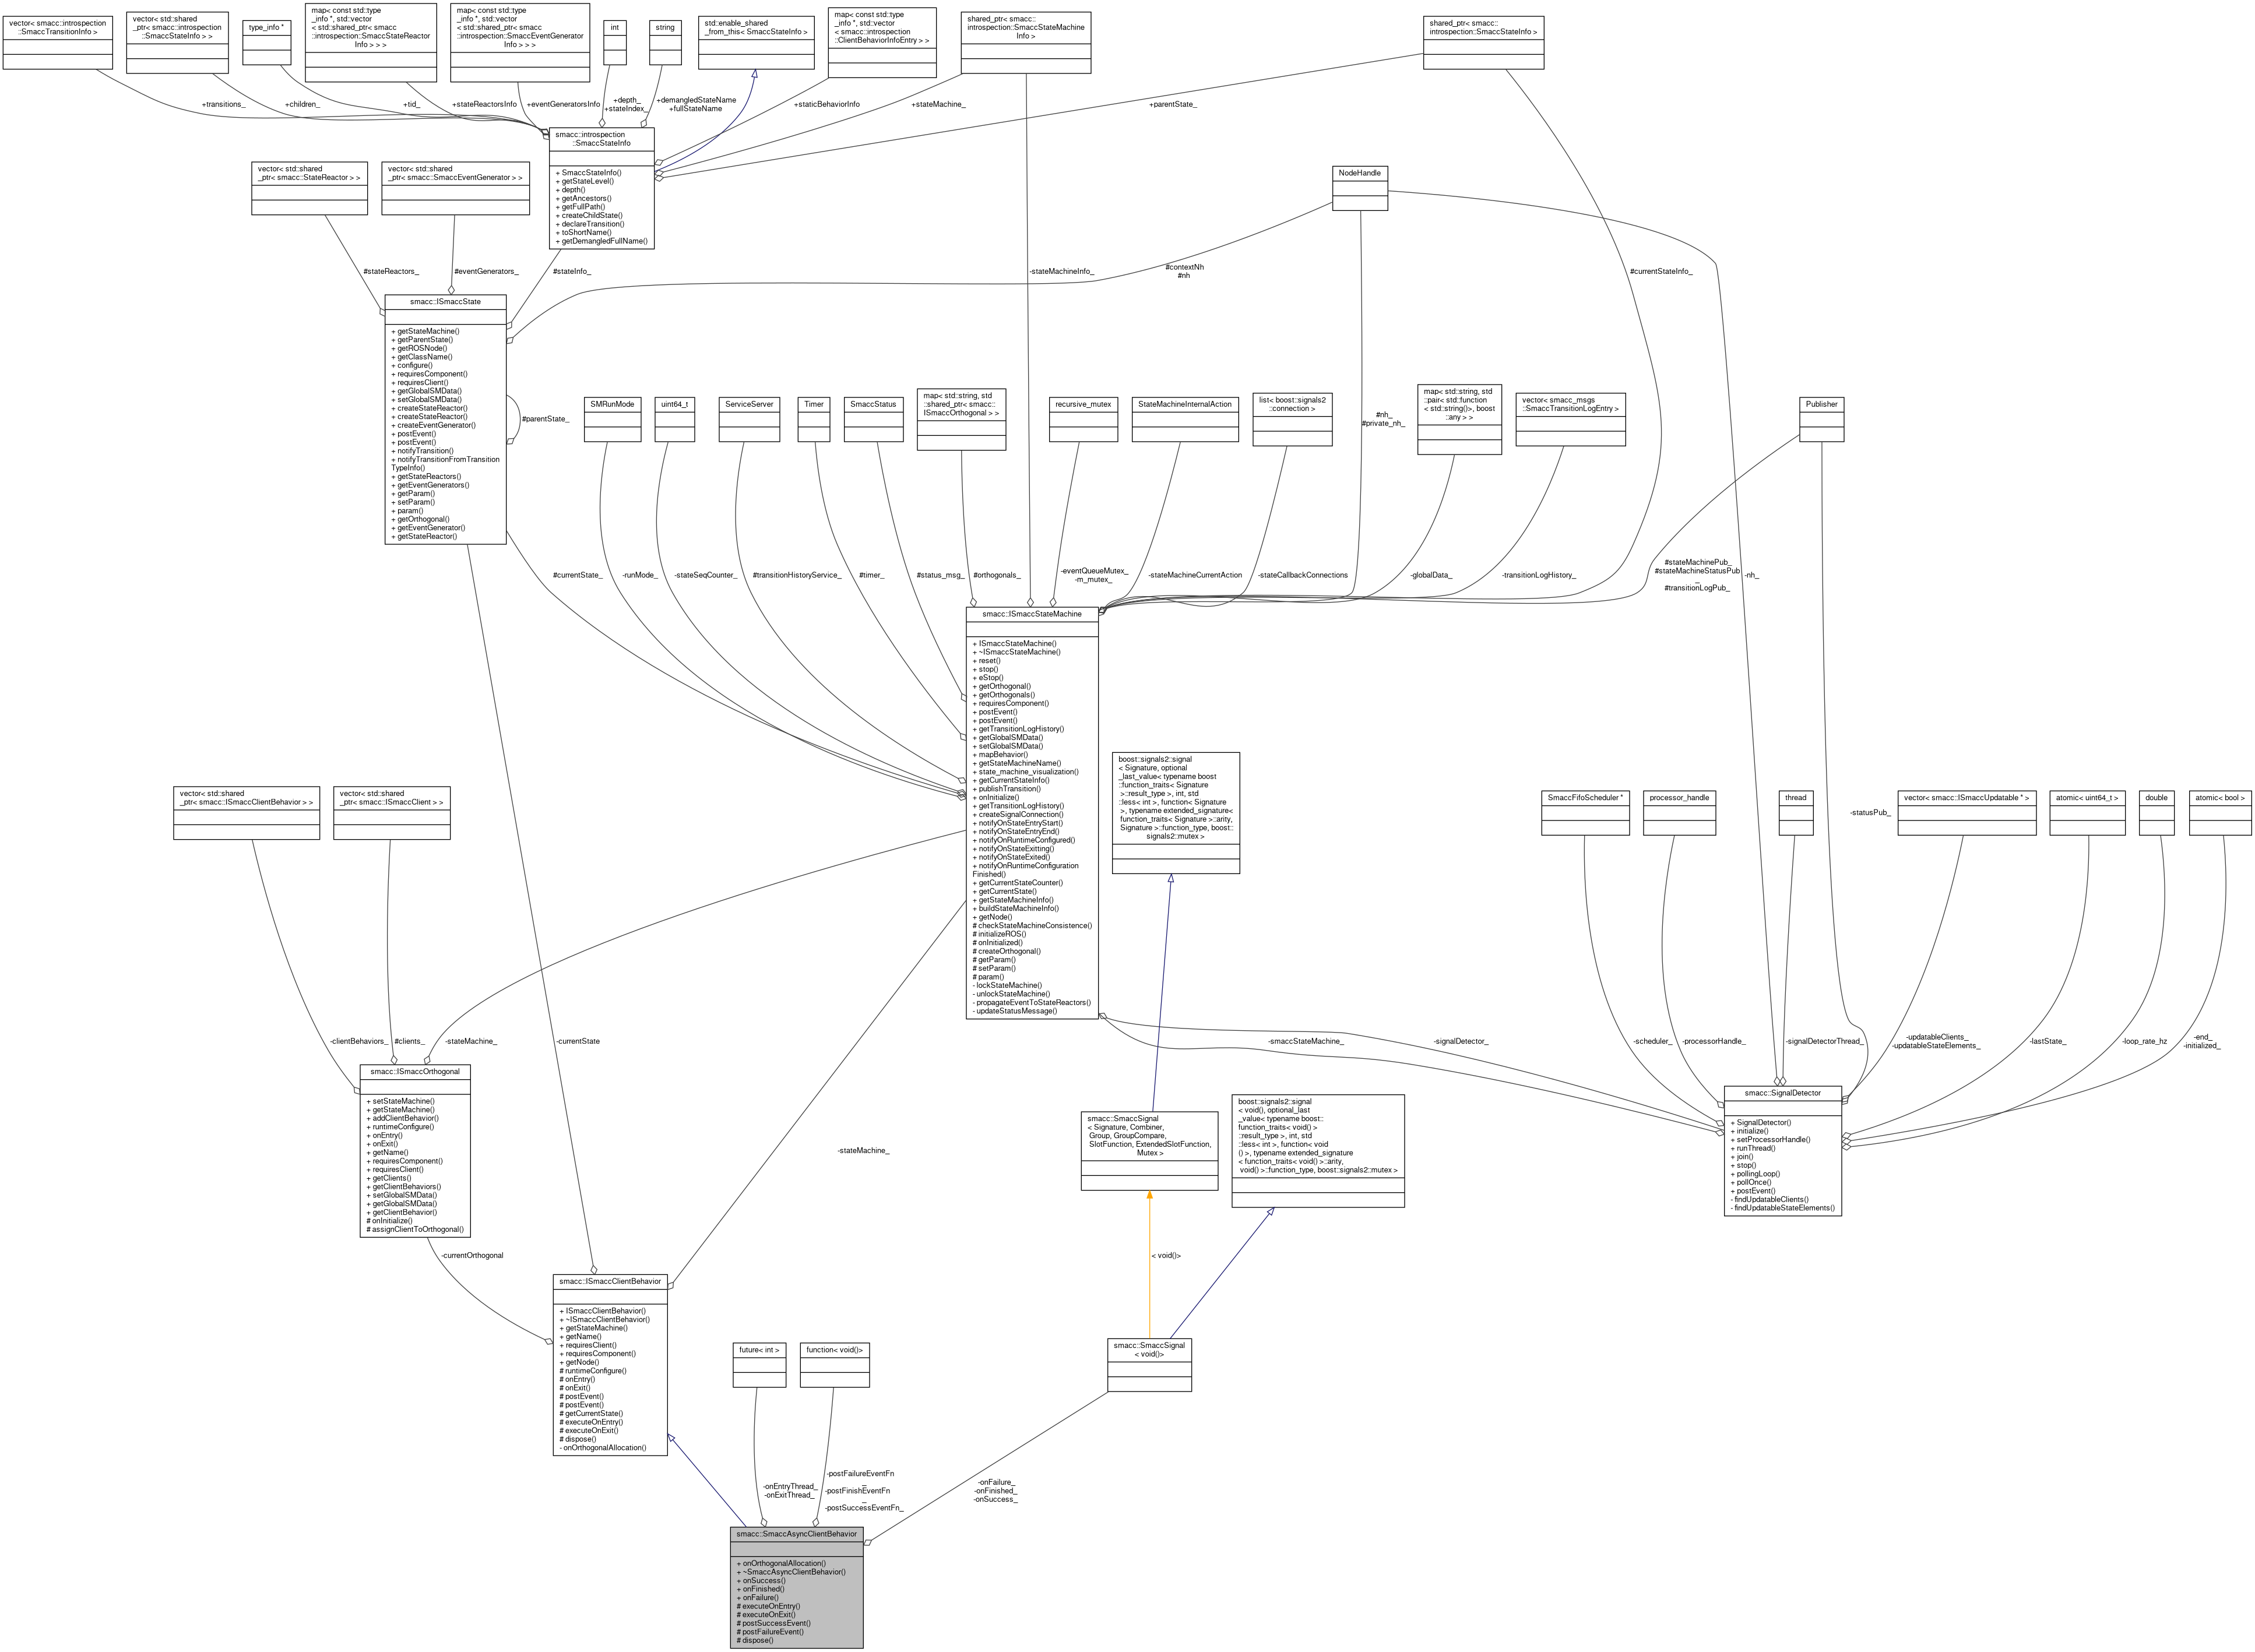 vector< smacc::introspection
::SmaccTransitionInfo >
vector< std::shared
_ptr< smacc::introspection
::SmaccStateInfo > >
type_info *
map< const std::type
_info *, std::vector
< std::shared_ptr< smacc
::introspection::SmaccStateReactor
Info > > >
map< const std::type
_info *, std::vector
< std::shared_ptr< smacc
::introspection::SmaccEventGenerator
Info > > >
int
string
std::enable_shared
_from_this< SmaccStateInfo >
map< const std::type
_info *, std::vector
< smacc::introspection
::ClientBehaviorInfoEntry > >
shared_ptr< smacc::
introspection::SmaccStateMachine
Info >
shared_ptr< smacc::
introspection::SmaccStateInfo >
+transitions_
+children_
+tid_
+stateReactorsInfo
+eventGeneratorsInfo
+depth_
+stateIndex_
+demangledStateName
+fullStateName
+staticBehaviorInfo
+stateMachine_
+parentState_
smacc::introspection
::SmaccStateInfo
+ SmaccStateInfo()
+ getStateLevel()
+ depth()
+ getAncestors()
+ getFullPath()
+ createChildState()
+ declareTransition()
+ toShortName()
+ getDemangledFullName()
vector< std::shared
_ptr< smacc::StateReactor > >
vector< std::shared
_ptr< smacc::SmaccEventGenerator > >
NodeHandle
#stateReactors_
#eventGenerators_
#stateInfo_
#contextNh
#nh
-stateMachineInfo_
#currentStateInfo_
smacc::ISmaccState
+ getStateMachine()
+ getParentState()
+ getROSNode()
+ getClassName()
+ configure()
+ requiresComponent()
+ requiresClient()
+ getGlobalSMData()
+ setGlobalSMData()
+ createStateReactor()
+ createStateReactor()
+ createEventGenerator()
+ postEvent()
+ postEvent()
+ notifyTransition()
+ notifyTransitionFromTransition
TypeInfo()
+ getStateReactors()
+ getEventGenerators()
+ getParam()
+ setParam()
+ param()
+ getOrthogonal()
+ getEventGenerator()
+ getStateReactor()
#parentState_
SMRunMode
uint64_t
ServiceServer
Timer
SmaccStatus
map< std::string, std
::shared_ptr< smacc::
ISmaccOrthogonal > >
recursive_mutex
StateMachineInternalAction
list< boost::signals2
::connection >
#nh_
#private_nh_
map< std::string, std
::pair< std::function
< std::string()>, boost
::any > >
vector< smacc_msgs
::SmaccTransitionLogEntry >
Publisher
#currentState_
-runMode_
-stateSeqCounter_
#transitionHistoryService_
#timer_
#status_msg_
#orthogonals_
-eventQueueMutex_
-m_mutex_
-stateMachineCurrentAction
-stateCallbackConnections
-globalData_
-transitionLogHistory_
#stateMachinePub_
#stateMachineStatusPub
_
#transitionLogPub_
-nh_
smacc::ISmaccStateMachine
+ ISmaccStateMachine()
+ ~ISmaccStateMachine()
+ reset()
+ stop()
+ eStop()
+ getOrthogonal()
+ getOrthogonals()
+ requiresComponent()
+ postEvent()
+ postEvent()
+ getTransitionLogHistory()
+ getGlobalSMData()
+ setGlobalSMData()
+ mapBehavior()
+ getStateMachineName()
+ state_machine_visualization()
+ getCurrentStateInfo()
+ publishTransition()
+ onInitialize()
+ getTransitionLogHistory()
+ createSignalConnection()
+ notifyOnStateEntryStart()
+ notifyOnStateEntryEnd()
+ notifyOnRuntimeConfigured()
+ notifyOnStateExitting()
+ notifyOnStateExited()
+ notifyOnRuntimeConfiguration
Finished()
+ getCurrentStateCounter()
+ getCurrentState()
+ getStateMachineInfo()
+ buildStateMachineInfo()
+ getNode()
# checkStateMachineConsistence()
# initializeROS()
# onInitialized()
# createOrthogonal()
# getParam()
# setParam()
# param()
- lockStateMachine()
- unlockStateMachine()
- propagateEventToStateReactors()
- updateStatusMessage()
boost::signals2::signal
< Signature, optional
_last_value< typename boost
::function_traits< Signature
>::result_type >, int, std
::less< int >, function< Signature
>, typename extended_signature<
function_traits< Signature >::arity,
Signature >::function_type, boost::
signals2::mutex >
vector< std::shared
_ptr< smacc::ISmaccClientBehavior > >
vector< std::shared
_ptr< smacc::ISmaccClient > >
SmaccFifoScheduler *
processor_handle
thread
-statusPub_
vector< smacc::ISmaccUpdatable * >
atomic< uint64_t >
double
atomic< bool >
-clientBehaviors_
#clients_
-stateMachine_
-currentState
-smaccStateMachine_
-signalDetector_
-scheduler_
-processorHandle_
-signalDetectorThread_
-updatableClients_
-updatableStateElements_
-lastState_
-loop_rate_hz
-end_
-initialized_
smacc::ISmaccOrthogonal
+ setStateMachine()
+ getStateMachine()
+ addClientBehavior()
+ runtimeConfigure()
+ onEntry()
+ onExit()
+ getName()
+ requiresComponent()
+ requiresClient()
+ getClients()
+ getClientBehaviors()
+ setGlobalSMData()
+ getGlobalSMData()
+ getClientBehavior()
# onInitialize()
# assignClientToOrthogonal()
-stateMachine_
smacc::SmaccSignal
< Signature, Combiner,
Group, GroupCompare,
SlotFunction, ExtendedSlotFunction,
Mutex >
boost::signals2::signal
< void(), optional_last
_value< typename boost::
function_traits< void() >
::result_type >, int, std
::less< int >, function< void
() >, typename extended_signature
< function_traits< void() >::arity,
void() >::function_type, boost::signals2::mutex >
smacc::SignalDetector
+ SignalDetector()
+ initialize()
+ setProcessorHandle()
+ runThread()
+ join()
+ stop()
+ pollingLoop()
+ pollOnce()
+ postEvent()
- findUpdatableClients()
- findUpdatableStateElements()
-currentOrthogonal
< void()>
smacc::ISmaccClientBehavior
+ ISmaccClientBehavior()
+ ~ISmaccClientBehavior()
+ getStateMachine()
+ getName()
+ requiresClient()
+ requiresComponent()
+ getNode()
# runtimeConfigure()
# onEntry()
# onExit()
# postEvent()
# postEvent()
# getCurrentState()
# executeOnEntry()
# executeOnExit()
# dispose()
- onOrthogonalAllocation()
future< int >
function< void()>
smacc::SmaccSignal
< void()>
-onEntryThread_
-onExitThread_
-postFailureEventFn
_
-postFinishEventFn
_
-postSuccessEventFn_
-onFailure_
-onFinished_
-onSuccess_
smacc::SmaccAsyncClientBehavior
+ onOrthogonalAllocation()
+ ~SmaccAsyncClientBehavior()
+ onSuccess()
+ onFinished()
+ onFailure()
# executeOnEntry()
# executeOnExit()
# postSuccessEvent()
# postFailureEvent()
# dispose()